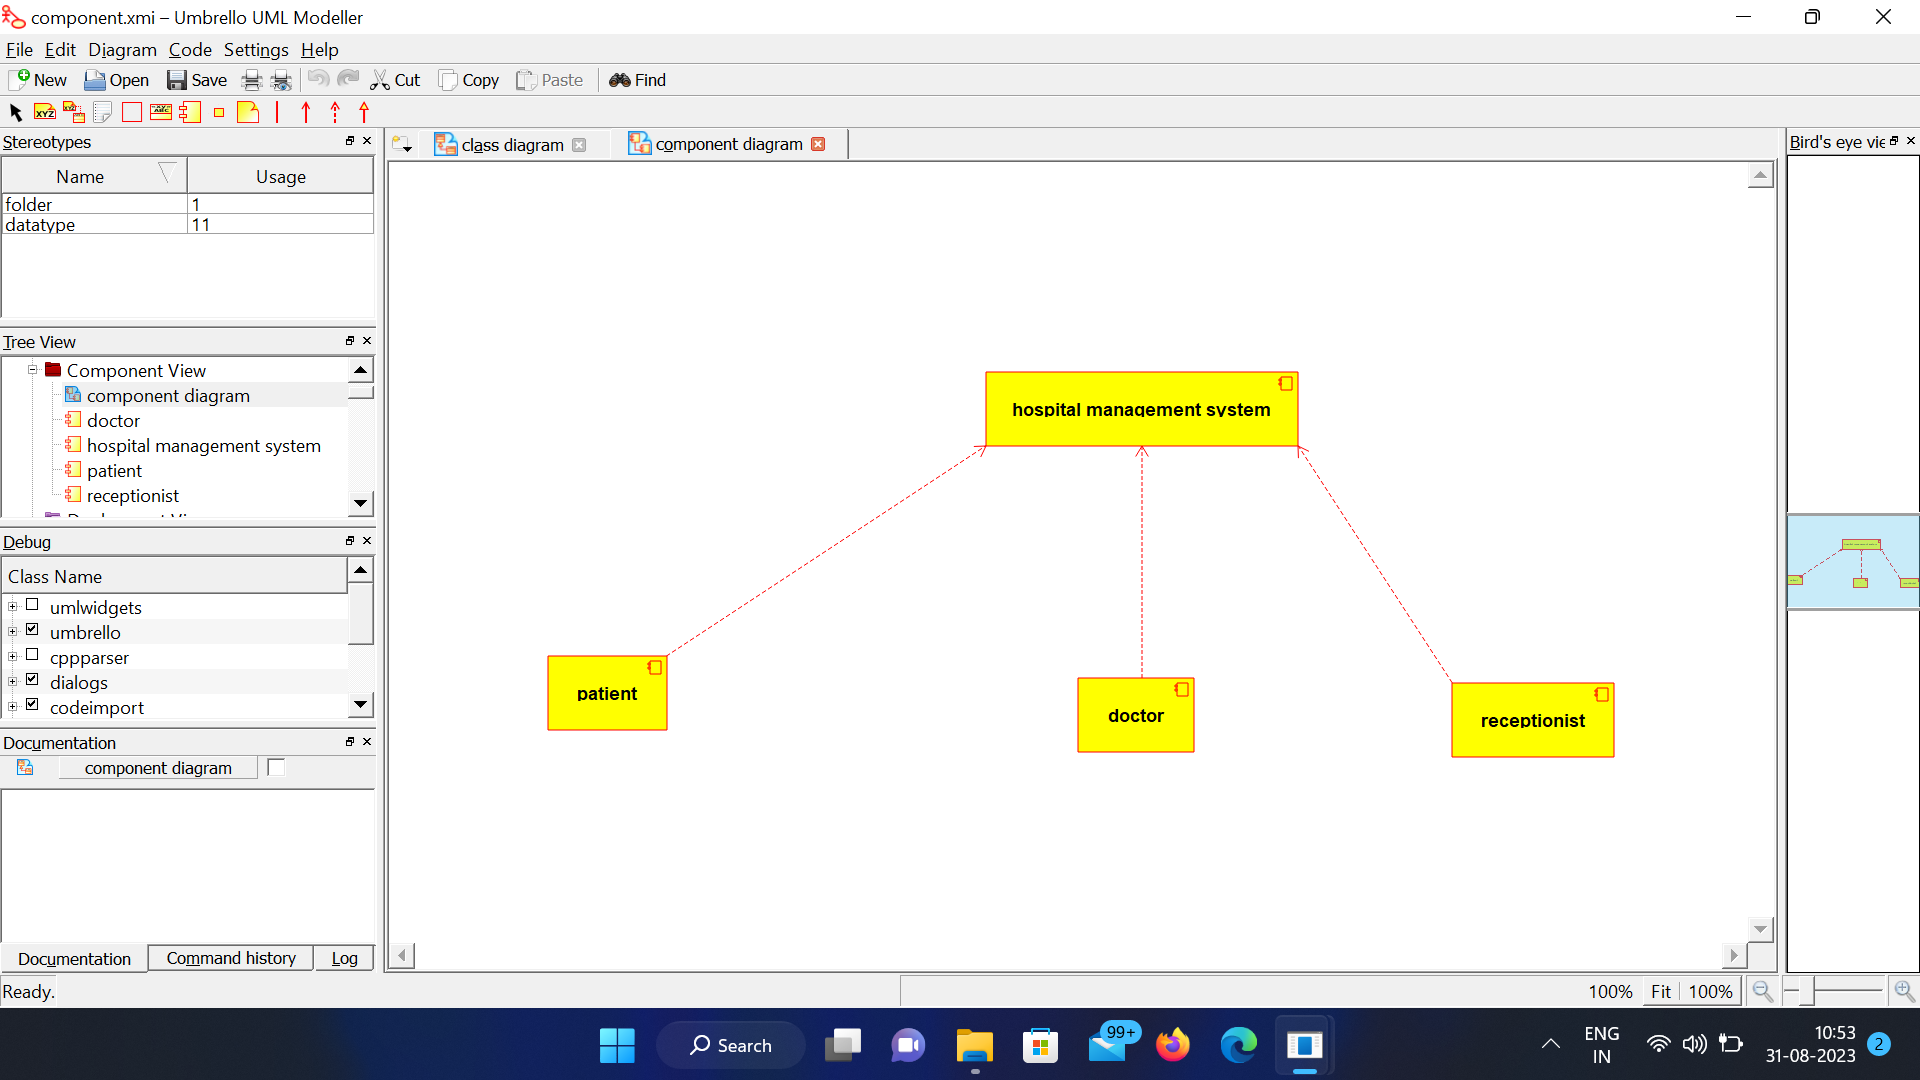 component.xmi – Umbrello UML Modeller
File Edit Diagram Code Settings Help
New Open Save Cut Copy Paste Find
XYZ
Stereotypes
Name Usage
folder 1
datatype 11
Tree View
Component View
component diagram
doctor
hospital management system
patient
receptionist
Debug
Class Name
umlwidgets
umbrello
cppparser
dialogs
codeimport
Documentation
component diagram
Documentation Command history Log
class diagram component diagram
hospital management system
patient
doctor
receptionist
Bird's eye vie
Ready.
100% Fit 100%
Search
99+
ENG
IN
10:53
31-08-2023
2